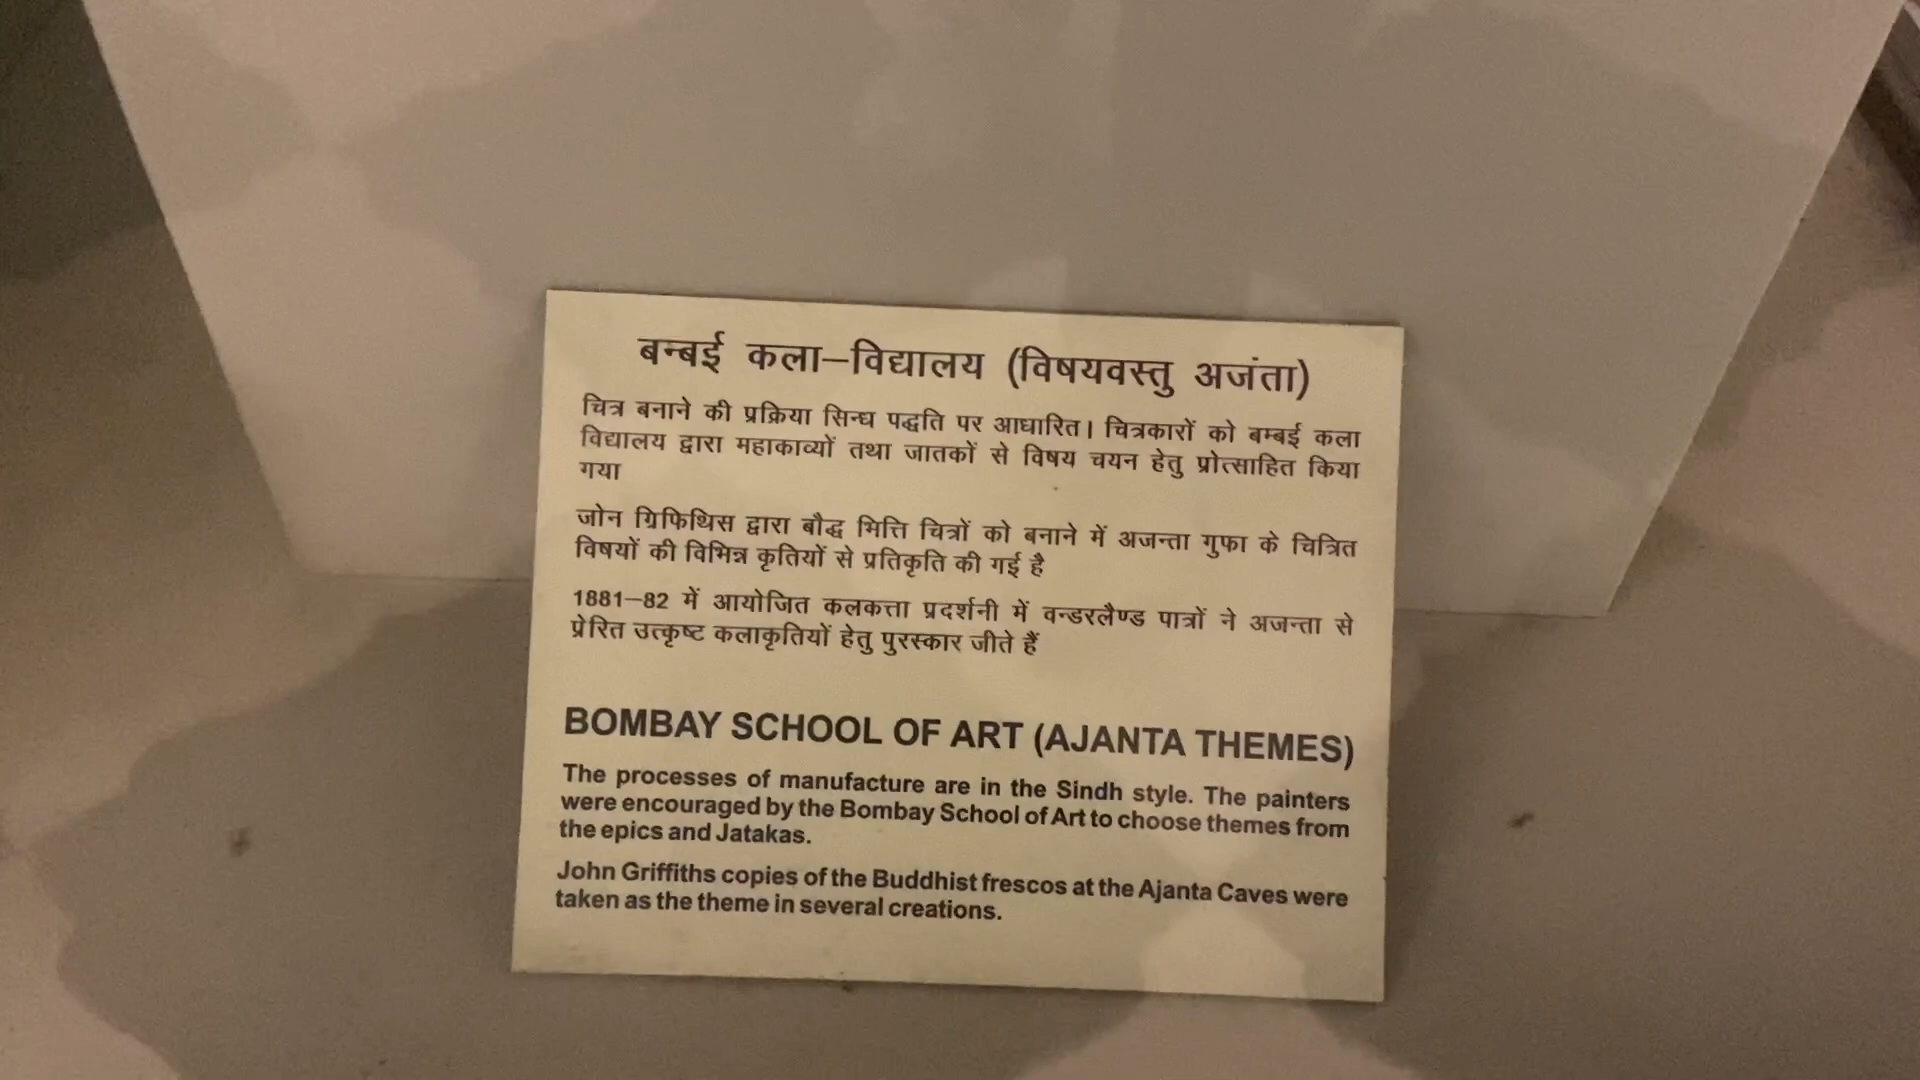 बन्बई कला–विद्यालय (विषयवस्तु अजंता)
चित्र बनाने की प्रक्रिया सिन्ध पद्धति पर आधारित। चित्रकारों को बम्बई कला
विद्यालय द्वारा महाकाव्यों तथा जातकों से विषय चयन हेतु प्रोत्साहित किया
गया
जोन ग्रिफिथिस द्वारा बौद्ध भित्ति चित्रों को बनाने में अजन्ता गुफा के चित्रित
विषयों की विभिन्न कृतियों से प्रतिकृति की गई है
1881–82 में आयोजित कलकत्ता प्रदर्शनी में वन्डरलैण्ड पात्रों ने अजन्ता से
प्रेरित उत्कृष्ट कलाकृतियों हेतु पुरस्कार जीते हैं
BOMBAY SCHOOL OF ART (AJANTA THEMES)
The processes of manufacture are in the Sindh style. The painters
were encouraged by the Bombay School of Art to choose themes from
the epics and Jatakas.
John Griffiths copies of the Buddhist frescos at the Ajanta Caves were
taken as the theme in several creations.